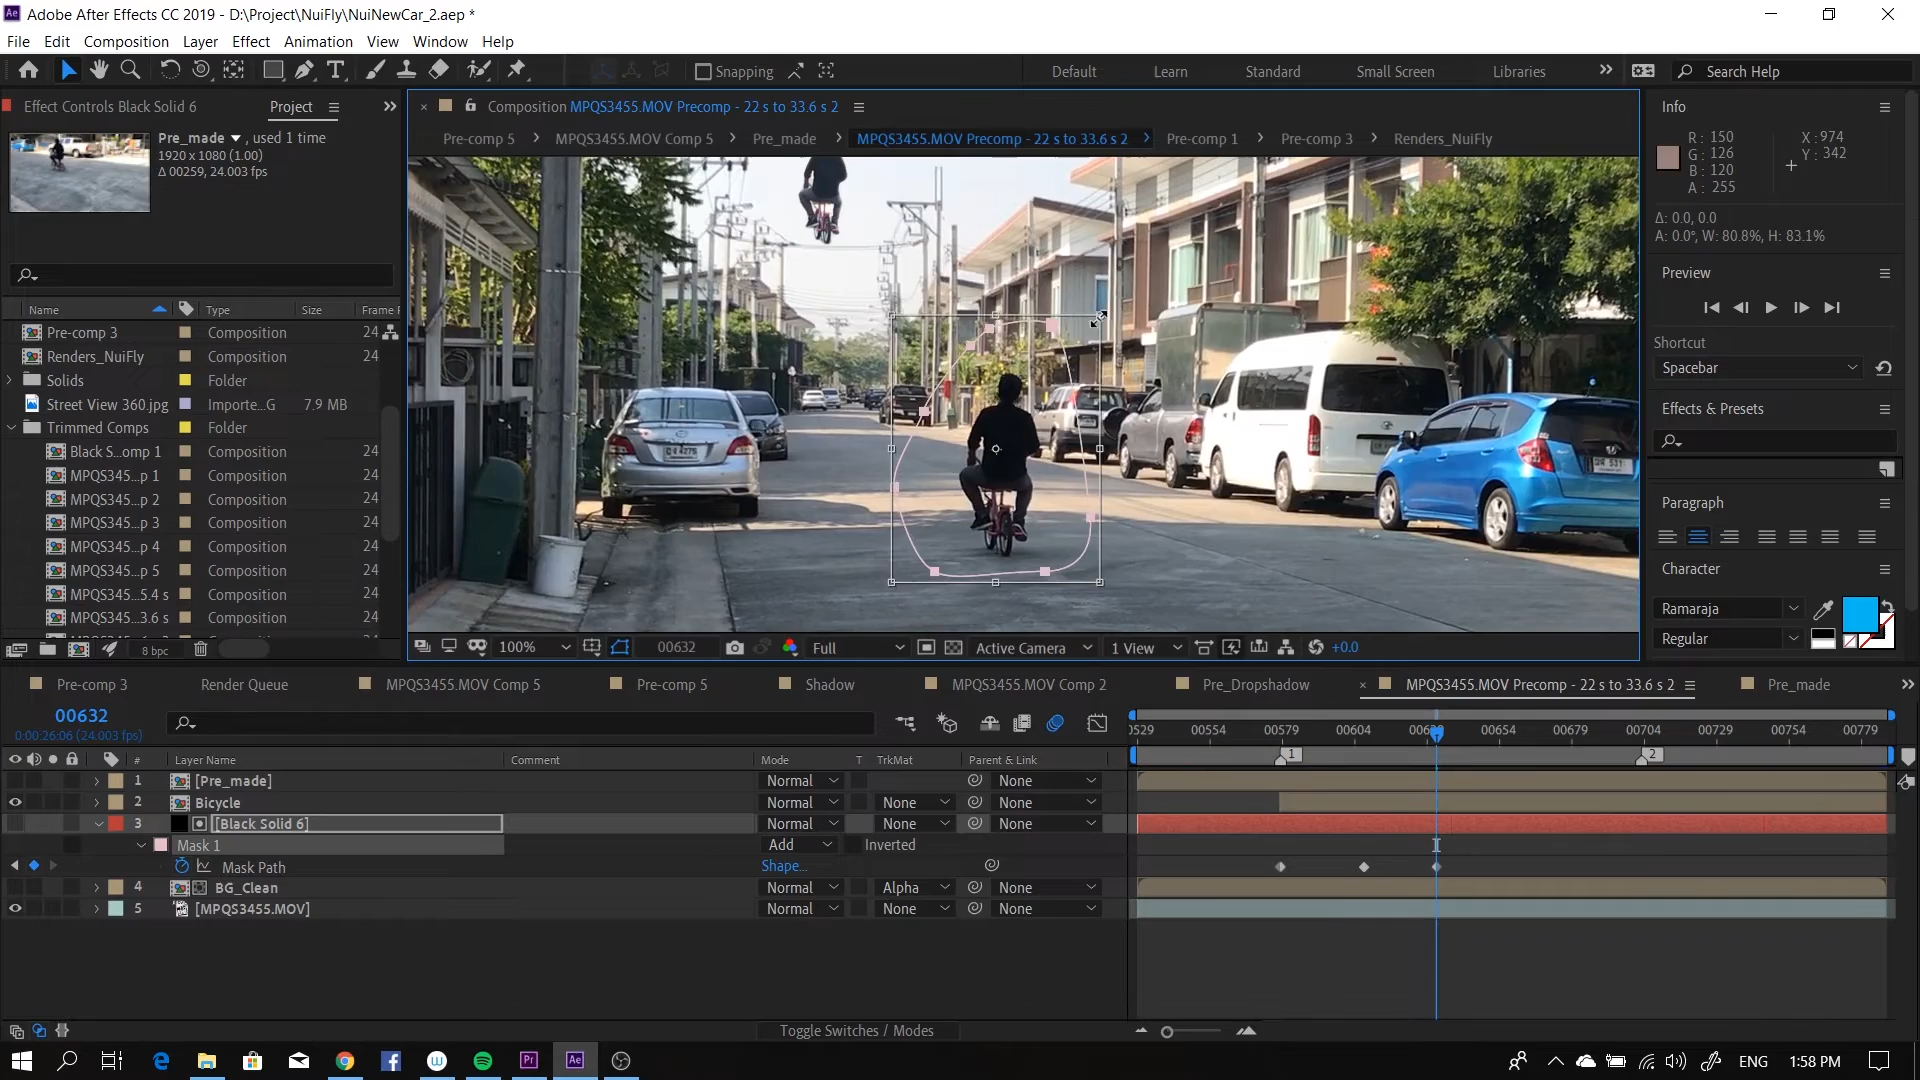 Adobe After Effects CC 2019 - D:\Project\NuiFly\NuiNewCar_2.aep *
File Edit Composition Layer Effect Animation View Window Help
Snapping
Default Learn Standard Small Screen Libraries
Search Help
Effect Controls Black Solid 6
Project
Pre_made , used 1 time
1920 x 1080 (1.00)
Δ 00259, 24.003 fps
Name Type Size Frame
Pre-comp 3 Composition 24
Renders_NuiFly Composition 24
Solids Folder
Street View 360.jpg Importe...G 7.9 MB
Trimmed Comps Folder
Black S...omp 1 Composition 24
MPQS345...p 1 Composition 24
MPQS345...p 2 Composition 24
MPQS345...p 3 Composition 24
MPQS345...p 4 Composition 24
MPQS345...p 5 Composition 24
MPQS345...5.4 s Composition 24
MPQS345...3.6 s Composition 24
8 bpc
Composition MPQS3455.MOV Precomp - 22 s to 33.6 s 2
Pre-comp 5 MPQS3455.MOV Comp 5 Pre_made MPQS3455.MOV Precomp - 22 s to 33.6 s 2 Pre-comp 1 Pre-comp 3 Renders_NuiFly
100% 00632 Full Active Camera 1 View +0.0
Info
R : 150
G : 126
B : 120
A : 255
X : 974
Y : 342
Δ: 0.0, 0.0
A: 0.0°, W: 80.8%, H: 83.1%
Preview
Shortcut
Spacebar
Effects & Presets
Paragraph
Character
Ramaraja
Regular
Pre-comp 3 Render Queue MPQS3455.MOV Comp 5 Pre-comp 5 Shadow MPQS3455.MOV Comp 2 Pre_Dropshadow MPQS3455.MOV Precomp - 22 s to 33.6 s 2 Pre_made
00632
0:00:26:06 (24.003 fps)
00554 00579 00604 00654 00679 00704 00729 00754 00779
1 2
# Layer Name Comment Mode T TrkMat Parent & Link
1 [Pre_made] Normal None
2 Bicycle Normal None None
3 [Black Solid 6] Normal None None
Mask 1 Add Inverted
Mask Path Shape...
4 BG_Clean Normal Alpha None
5 [MPQS3455.MOV] Normal None None
Toggle Switches / Modes
Pr Ae
ENG 1:58 PM